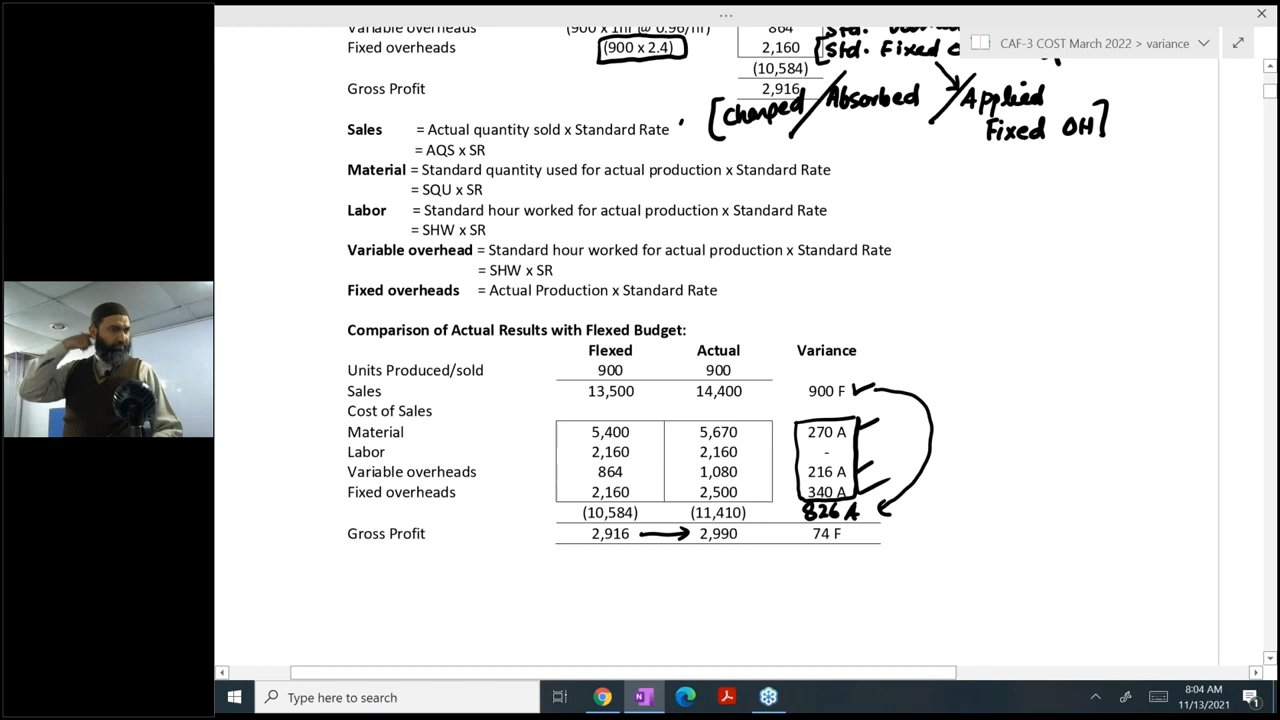 CAF-3 COST March 2022 > variance
Variable overheads (900 x 1hr @ 0.96/hr) 864 Std.
Fixed overheads (900 x 2.4) 2,160 Std. Fixed
(10,584)
Gross Profit 2,916
[Charged / Absorbed / Applied
Fixed OH]
Sales = Actual quantity sold x Standard Rate
= AQS x SR
Material = Standard quantity used for actual production x Standard Rate
= SQU x SR
Labor = Standard hour worked for actual production x Standard Rate
= SHW x SR
Variable overhead = Standard hour worked for actual production x Standard Rate
= SHW x SR
Fixed overheads = Actual Production x Standard Rate
Comparison of Actual Results with Flexed Budget:
Flexed Actual Variance
Units Produced/sold 900 900
Sales 13,500 14,400 900 F
Cost of Sales
Material 5,400 5,670 270 A
Labor 2,160 2,160 -
Variable overheads 864 1,080 216 A
Fixed overheads 2,160 2,500 340 A
(10,584) (11,410) 826 A
Gross Profit 2,916 2,990 74 F
Type here to search
8:04 AM
11/13/2021
1